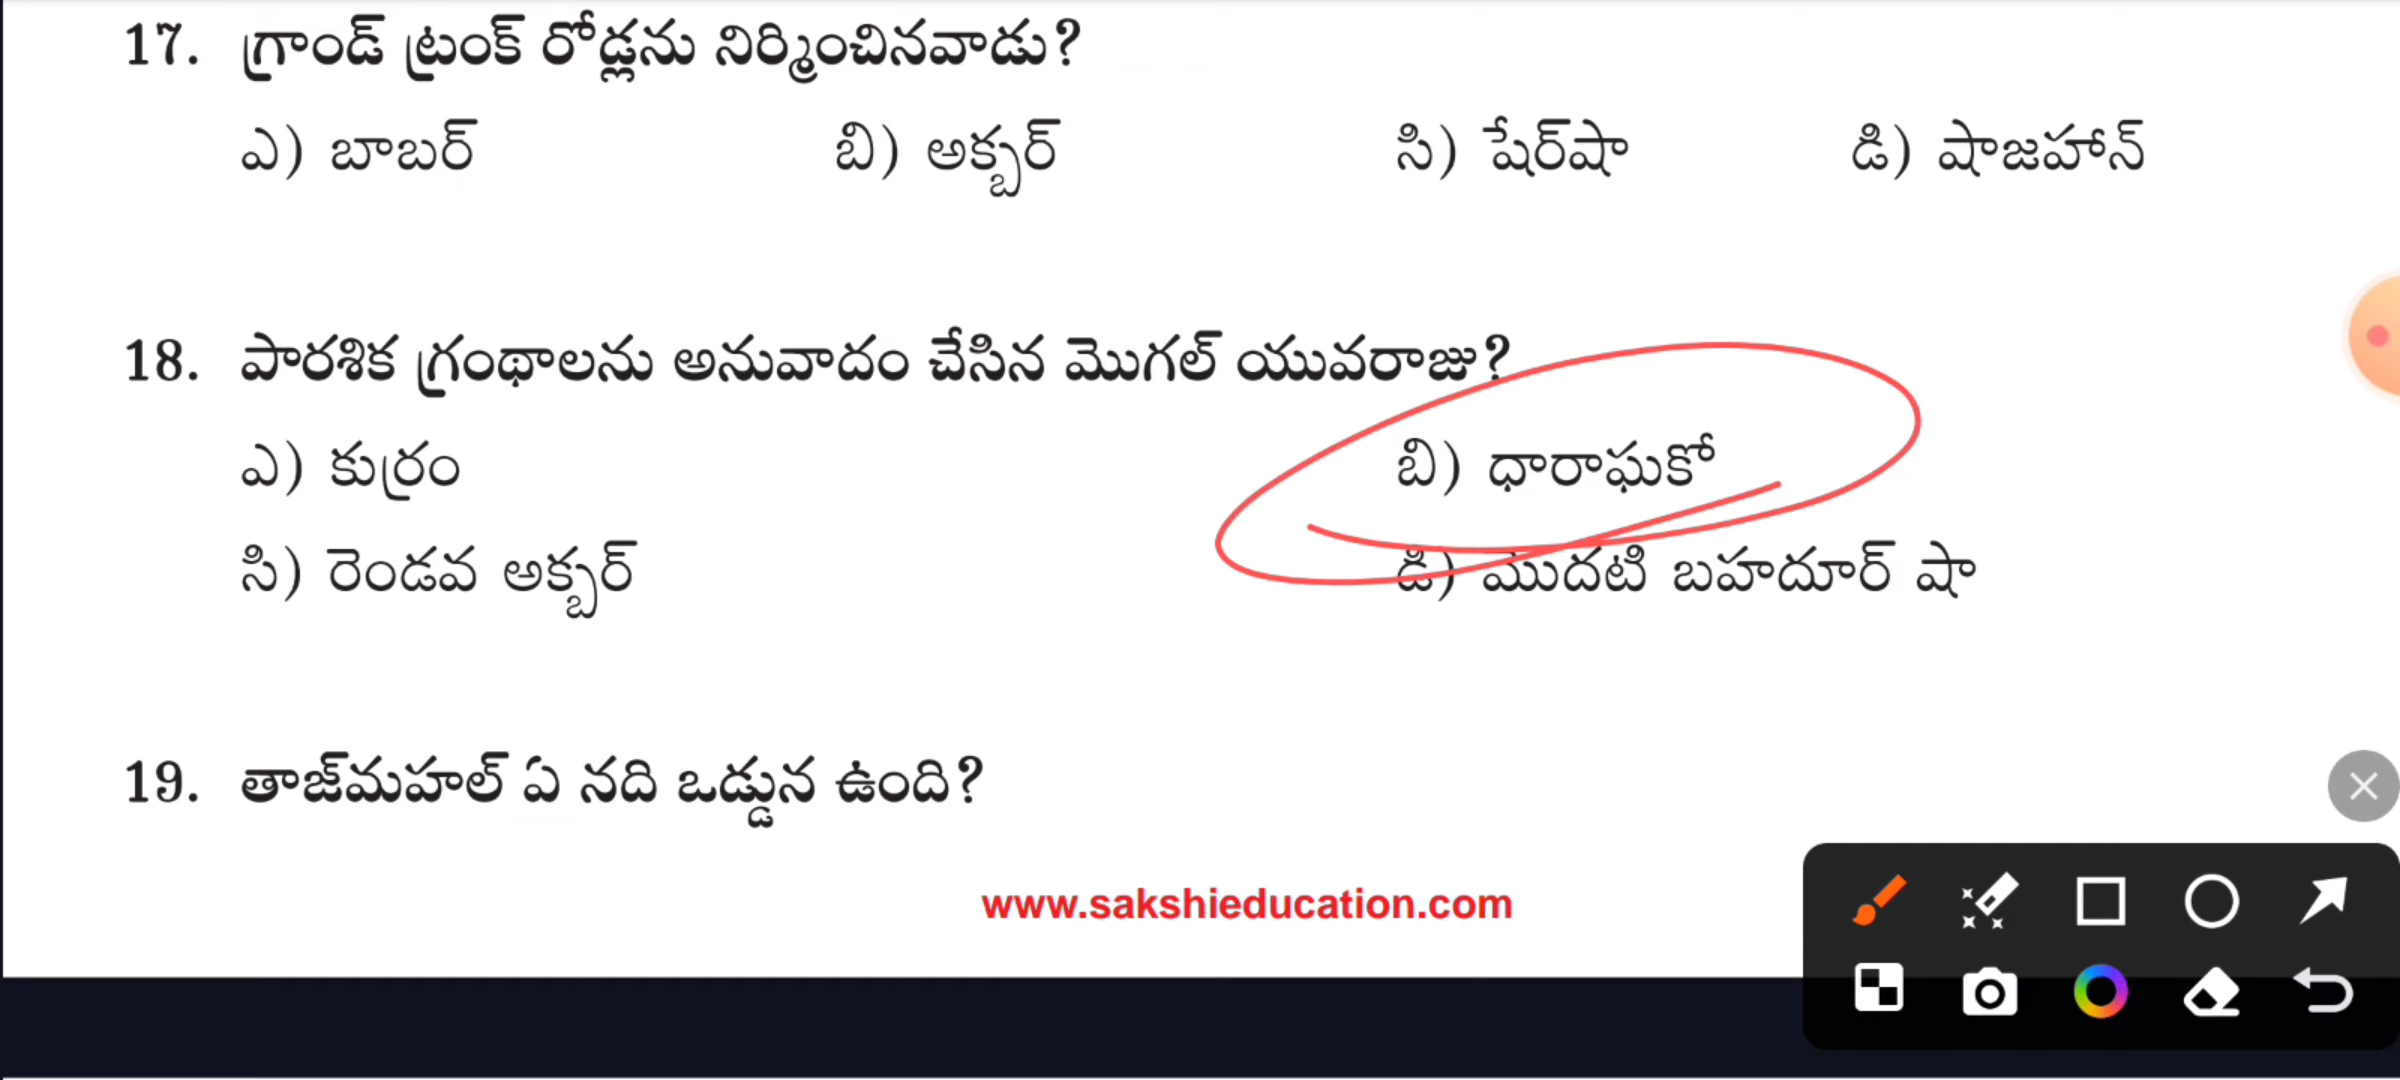 17. గ్రాండ్ ట్రంక్ రోడ్లను నిర్మించినవాడు?
ఎ) బాబర్ బి) అక్బర్ సి) షేర్‌షా డి) షాజహాన్
18. పారశిక గ్రంథాలను అనువాదం చేసిన మొగల్ యువరాజు?
ఎ) కుర్రం బి) ధారాఘకో
సి) రెండవ అక్బర్ డి) మొదటి బహదూర్ షా
19. తాజ్‌మహల్ ఏ నది ఒడ్డున ఉంది?
www.sakshieducation.com